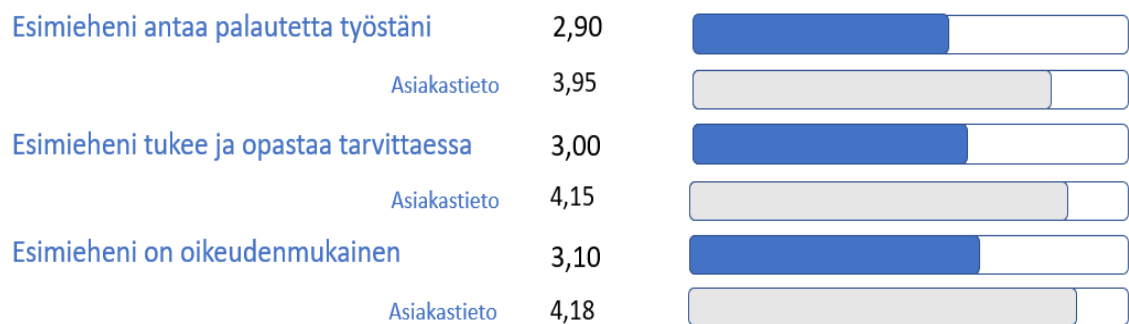 Esimieheni antaa palautetta työstäni 2,90
Asiakastieto 3,95
Esimieheni tukee ja opastaa tarvittaessa 3,00
Asiakastieto 4,15
Esimieheni on oikeudenmukainen 3,10
Asiakastieto 4,18